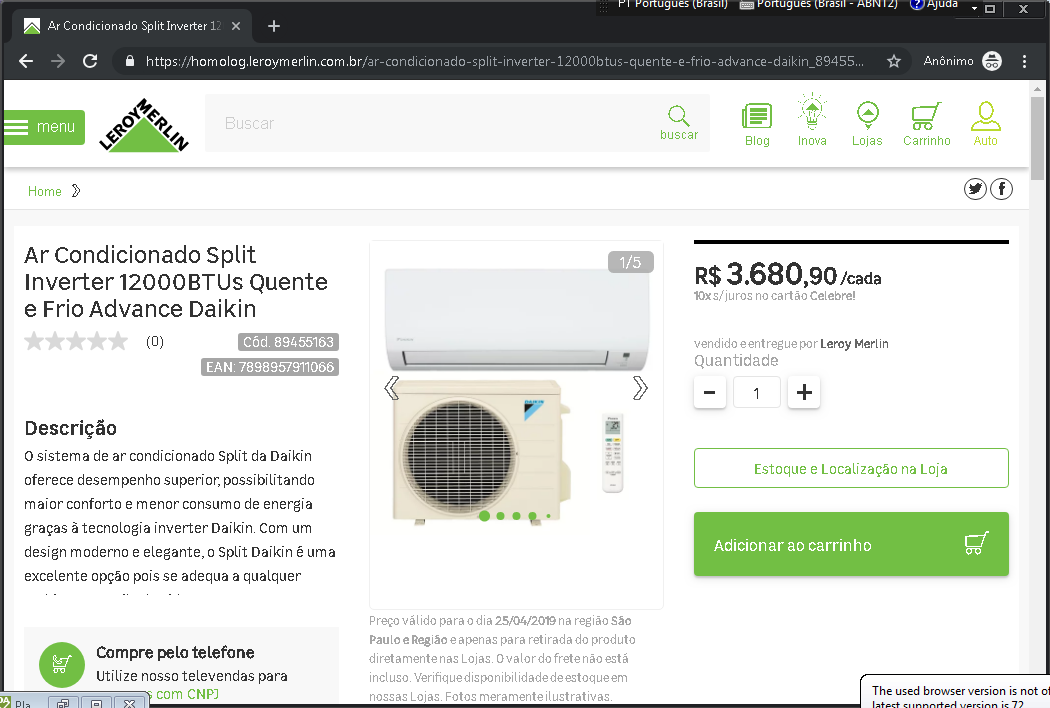 PT Português (Brasil)
Português (Brasil - ABNT2)
Ajuda
Ar Condicionado Split Inverter 12
https://homolog.leroymerlin.com.br/ar-condicionado-split-inverter-12000btus-quente-e-frio-advance-daikin_89455...
Anônimo
menu
LEROY MERLIN
Buscar
buscar
Blog
Inova
Lojas
Carrinho
Auto
Home
Ar Condicionado Split
Inverter 12000BTUs Quente
e Frio Advance Daikin
(0)
Cód. 89455163
EAN: 7898957911066
1/5
DAIKIN
R$ 3.680,90 /cada
10x s/juros no cartão Celebre!
vendido e entregue por Leroy Merlin
Quantidade
1
Estoque e Localização na Loja
Adicionar ao carrinho
Descrição
O sistema de ar condicionado Split da Daikin
oferece desempenho superior, possibilitando
maior conforto e menor consumo de energia
graças à tecnologia inverter Daikin. Com um
design moderno e elegante, o Split Daikin é uma
excelente opção pois se adequa a qualquer
Preço válido para o dia 25/04/2019 na região São
Paulo e Região e apenas para retirada do produto
diretamente nas Lojas. O valor do frete não está
incluso. Verifique disponibilidade de estoque em
nossas Lojas. Fotos meramente ilustrativas.
Compre pelo telefone
Utilize nosso televendas para
com CNPJ
Pla
The used browser version is not of
latest supported version is 72